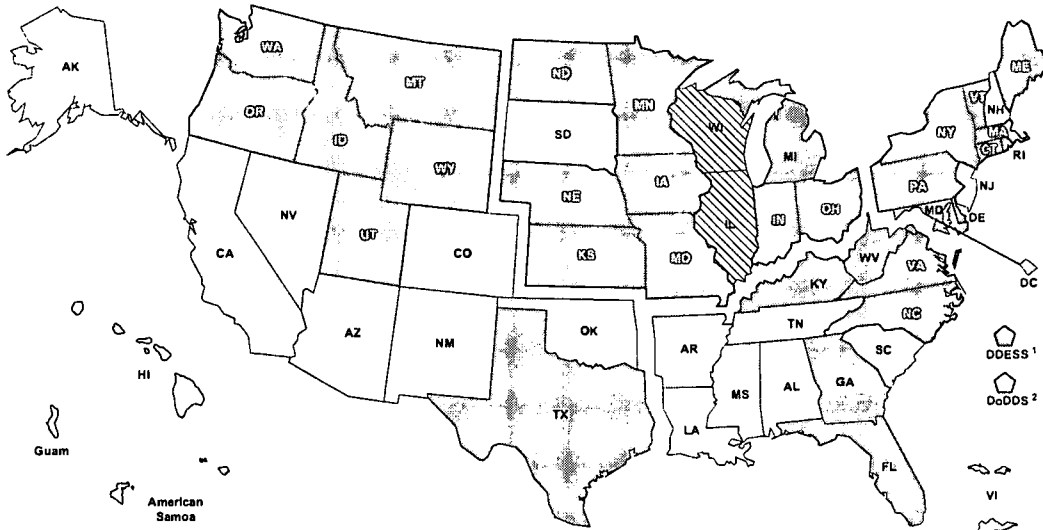 AK
WA
MT
ND
MN
ME
VT
NH
OR
ID
SD
WI
NY
MA
CT
RI
MI
WY
IA
PA
NJ
NE
OH
MD
DE
NV
UT
IL
IN
CA
CO
KS
MO
WV
VA
KY
DC
NC
TN
AZ
NM
OK
AR
SC
DDESS 1
HI
MS
AL
GA
DoDDS 2
TX
LA
Guam
FL
VI
American
Samoa